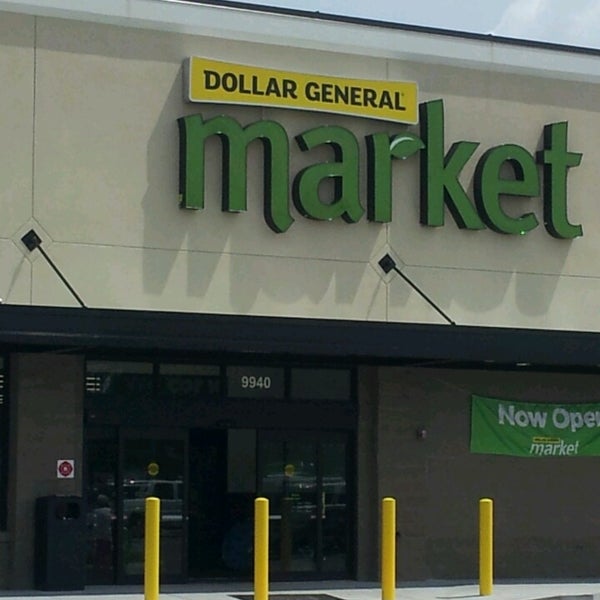 DOLLAR GENERAL
market
9940
Now Open
market